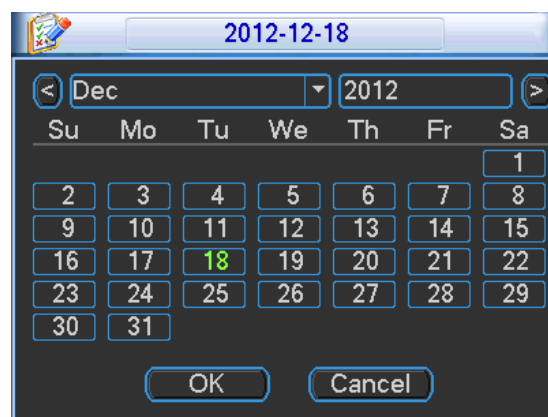 2012-12-18
< Dec 2012 >
Su Mo Tu We Th Fr Sa
1
2 3 4 5 6 7 8
9 10 11 12 13 14 15
16 17 18 19 20 21 22
23 24 25 26 27 28 29
30 31
OK Cancel